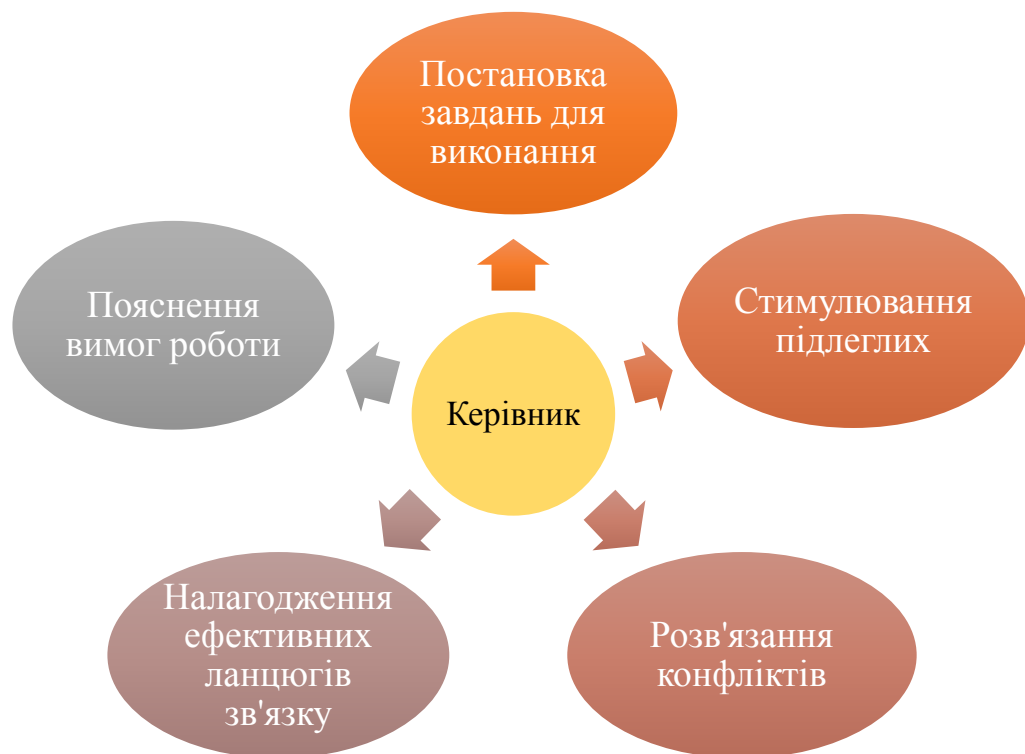 Постановка
завдань для
виконання
Стимулювання
підлеглих
Пояснення
вимог роботи
Керівник
Налагодження
ефективних
ланцюгів
зв'язку
Розв'язання
конфліктів